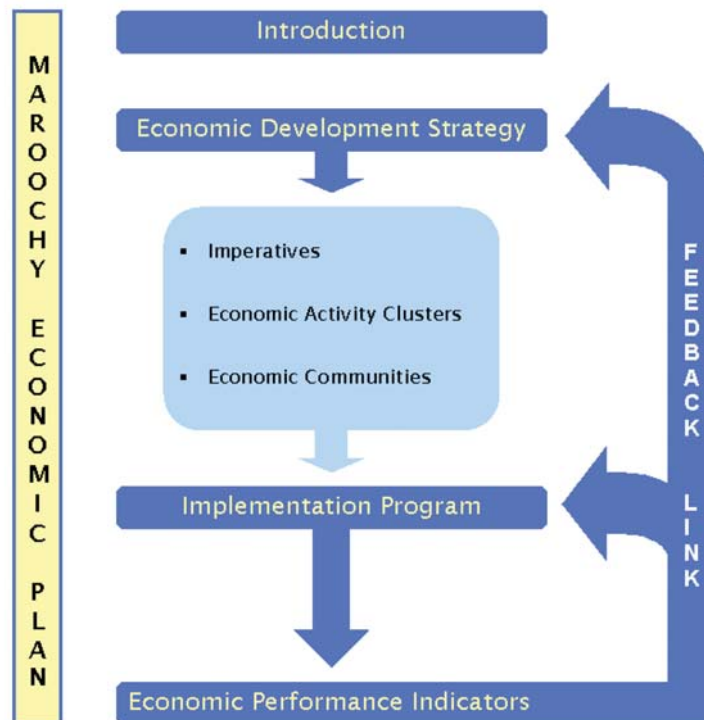 MAROOCHY ECONOMIC PLAN
Introduction
Economic Development Strategy
▪ Imperatives
▪ Economic Activity Clusters
▪ Economic Communities
Implementation Program
Economic Performance Indicators
FEEDBACK LINK